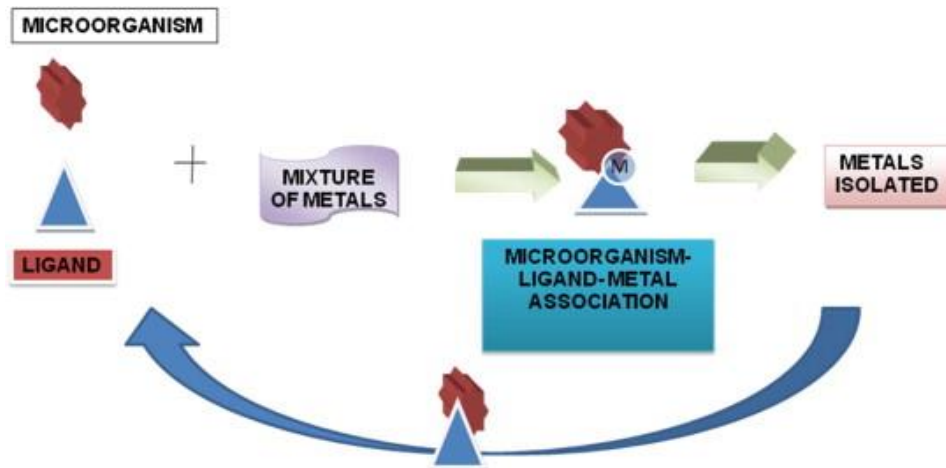 MICROORGANISM
LIGAND
MIXTURE
OF METALS
M
MICROORGANISM-
LIGAND-METAL
ASSOCIATION
METALS
ISOLATED